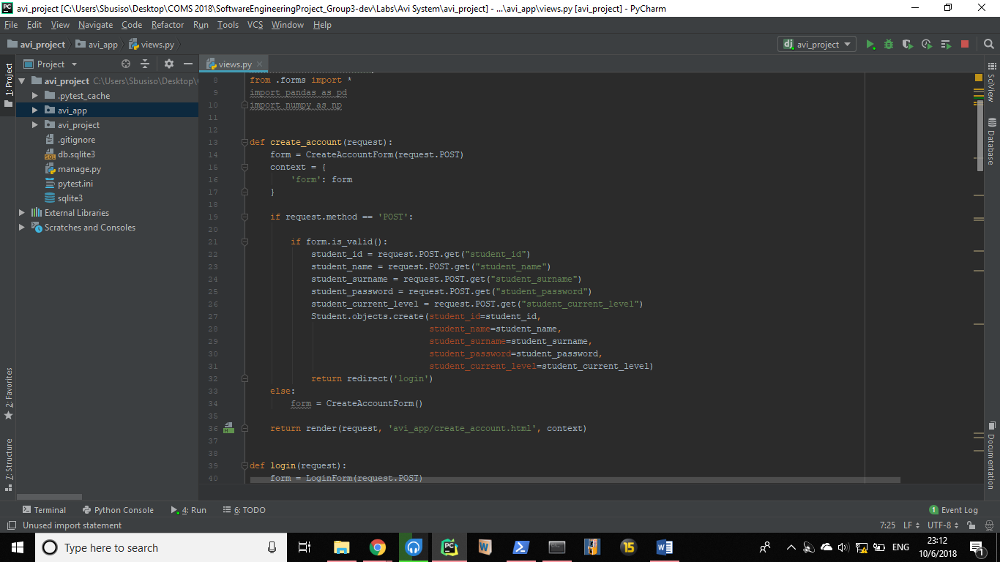 avi_project [C:\Users\Sbusiso\Desktop\COMS 2018\SoftwareEngineeringProject_Group3-dev\Labs\Avi System\avi_project] - ...\avi_app\views.py [avi_project] - PyCharm
File Edit View Navigate Code Refactor Run Tools VCS Window Help
avi_project avi_app views.py avi_project
Project views.py
1: Project
avi_project C:\Users\Sbusiso\Desktop\
.pytest_cache
avi_app
avi_project
.gitignore
db.sqlite3
manage.py
pytest.ini
sqlite3
External Libraries
Scratches and Consoles
2: Favorites
7: Structure
8 from .forms import *
9 import pandas as pd
10 import numpy as np
11
12
13 def create_account(request):
14 form = CreateAccountForm(request.POST)
15 context = {
16 'form': form
17 }
18
19 if request.method == 'POST':
20
21 if form.is_valid():
22 student_id = request.POST.get("student_id")
23 student_name = request.POST.get("student_name")
24 student_surname = request.POST.get("student_surname")
25 student_password = request.POST.get("student_password")
26 student_current_level = request.POST.get("student_current_level")
27 Student.objects.create(student_id=student_id,
28 student_name=student_name,
29 student_surname=student_surname,
30 student_password=student_password,
31 student_current_level=student_current_level)
32 return redirect('login')
33 else:
34 form = CreateAccountForm()
35
36 return render(request, 'avi_app/create_account.html', context)
37
38
39 def login(request):
40 form = LoginForm(request.POST)
SciView
Database
Documentation
Terminal Python Console 4: Run 6: TODO 1 Event Log
Unused import statement 7:25 LF UTF-8
Type here to search ENG 23:12
10/6/2018 1